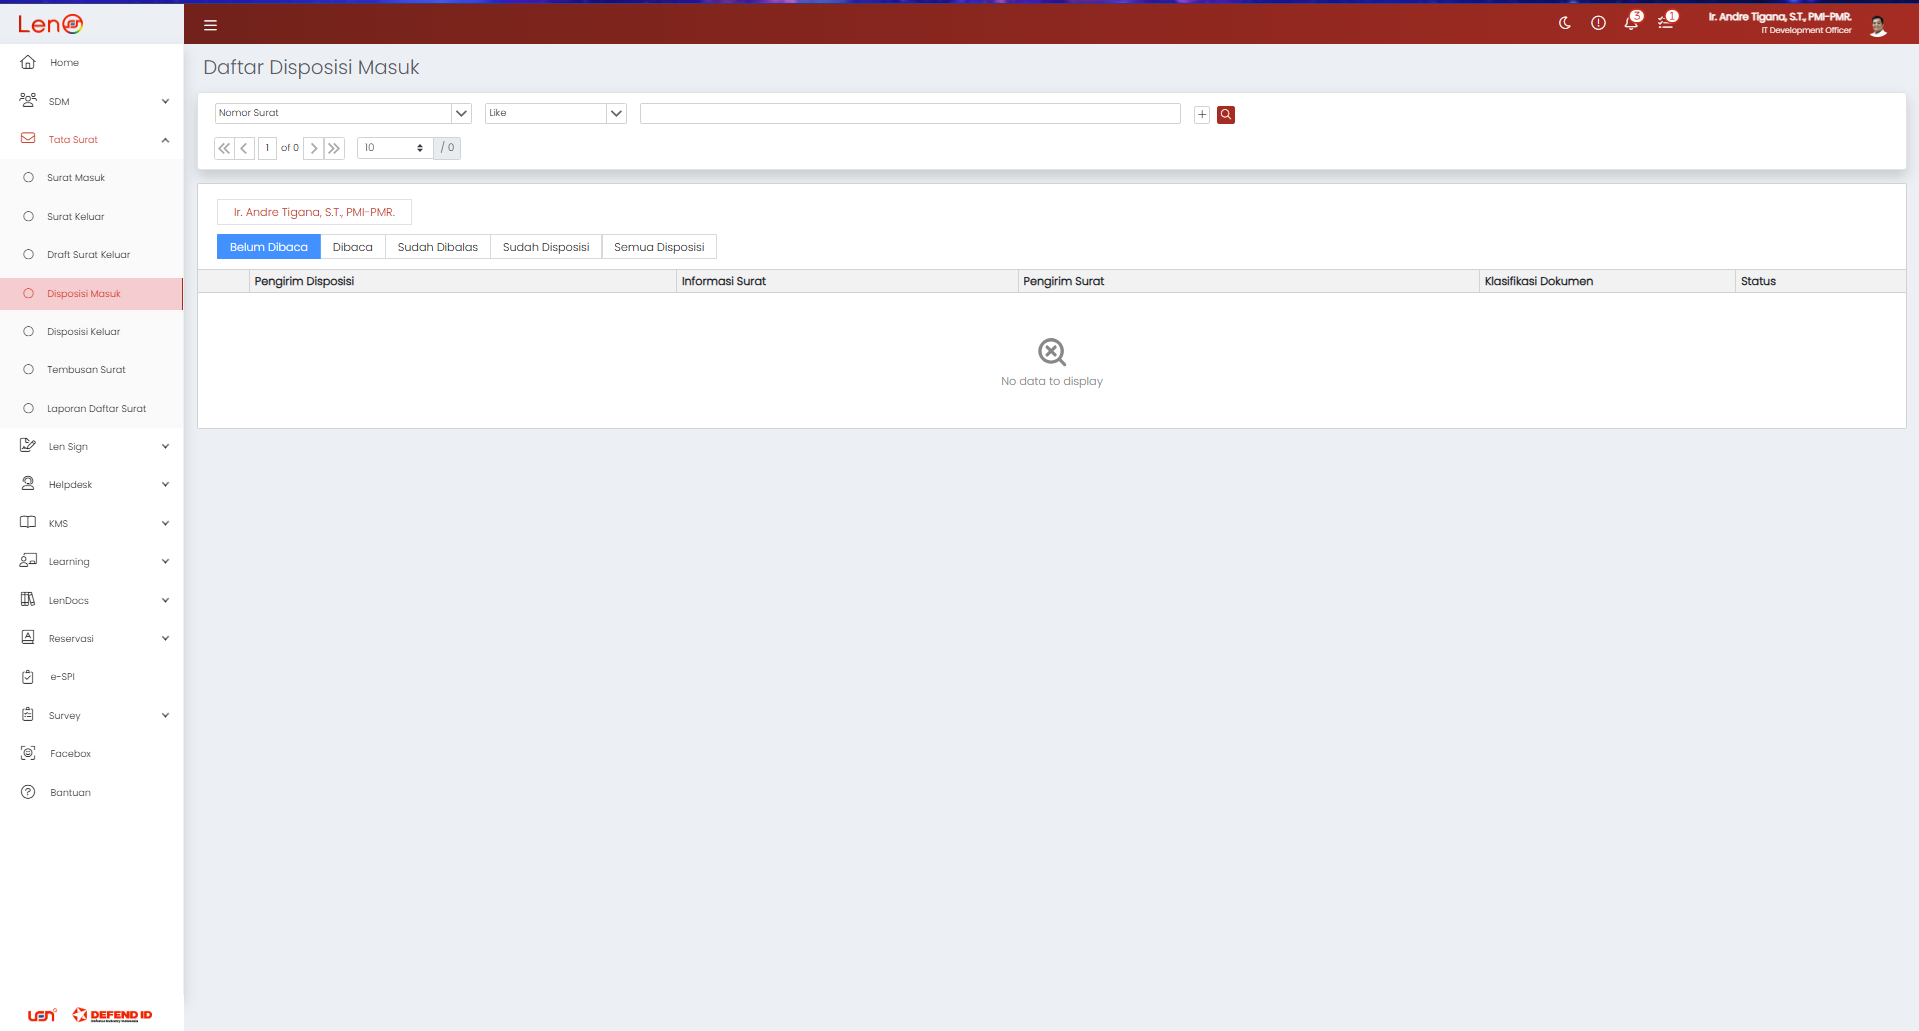 Len
3
1
Ir. Andre Tigana, S.T., PMI-PMR.
IT Development Officer
Home
SDM
Tata Surat
Surat Masuk
Surat Keluar
Draft Surat Keluar
Disposisi Masuk
Disposisi Keluar
Tembusan Surat
Laporan Daftar Surat
Len Sign
Helpdesk
KMS
Learning
LenDocs
Reservasi
e-SPI
Survey
Facebox
Bantuan
Len
DEFEND ID
Daftar Disposisi Masuk
Nomor Surat
Like
1 of 0
10 / 0
Ir. Andre Tigana, S.T., PMI-PMR.
Belum Dibaca Dibaca Sudah Dibalas Sudah Disposisi Semua Disposisi
Pengirim Disposisi Informasi Surat Pengirim Surat Klasifikasi Dokumen Status
No data to display